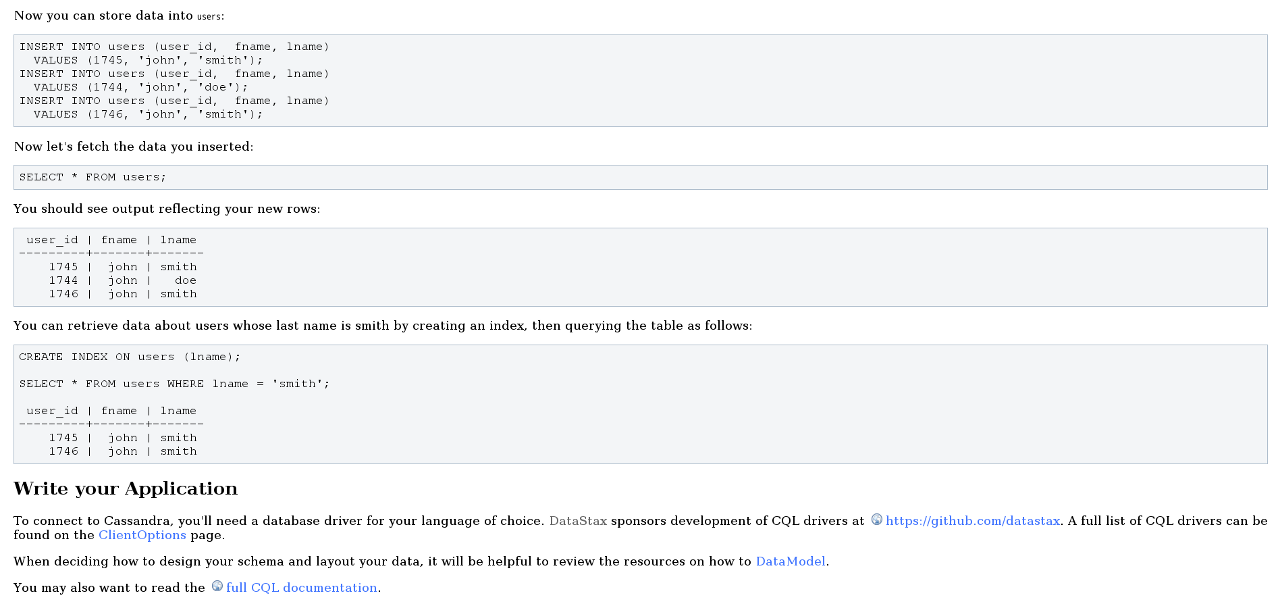 Now you can store data into users:
INSERT INTO users (user_id,  fname, lname)
  VALUES (1745, 'john', 'smith');
INSERT INTO users (user_id,  fname, lname)
  VALUES (1744, 'john', 'doe');
INSERT INTO users (user_id,  fname, lname)
  VALUES (1746, 'john', 'smith');
Now let's fetch the data you inserted:
SELECT * FROM users;
You should see output reflecting your new rows:
 user_id | fname | lname
---------+-------+-------
    1745 |  john | smith
    1744 |  john |   doe
    1746 |  john | smith
You can retrieve data about users whose last name is smith by creating an index, then querying the table as follows:
CREATE INDEX ON users (lname);
SELECT * FROM users WHERE lname = 'smith';
 user_id | fname | lname
---------+-------+-------
    1745 |  john | smith
    1746 |  john | smith
Write your Application
To connect to Cassandra, you'll need a database driver for your language of choice. DataStax sponsors development of CQL drivers at https://github.com/datastax. A full list of CQL drivers can be
found on the ClientOptions page.
When deciding how to design your schema and layout your data, it will be helpful to review the resources on how to DataModel.
You may also want to read the full CQL documentation.